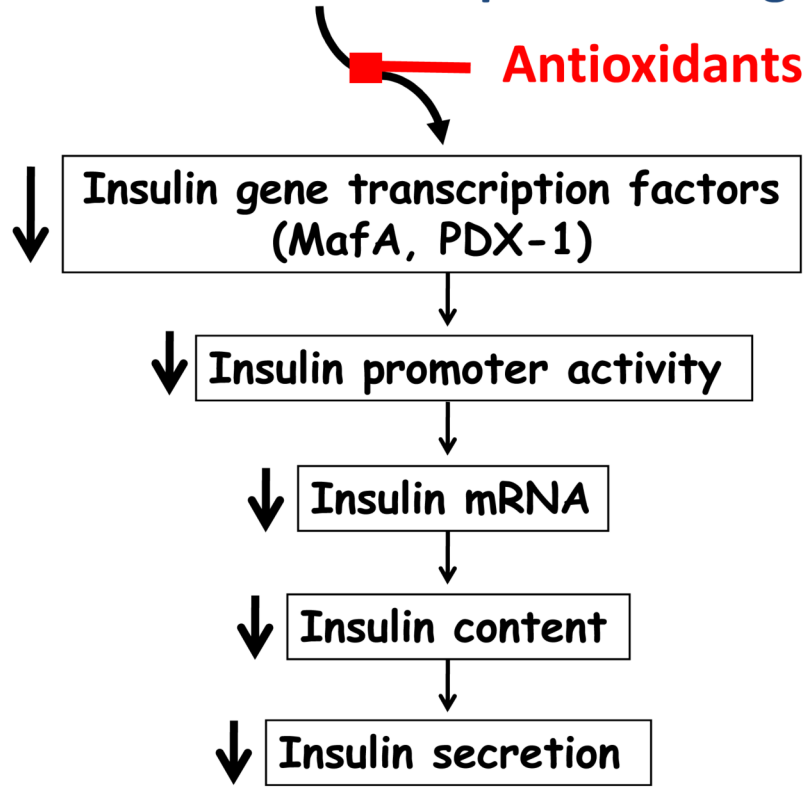 Antioxidants
Insulin gene transcription factors
(MafA, PDX-1)
Insulin promoter activity
Insulin mRNA
Insulin content
Insulin secretion